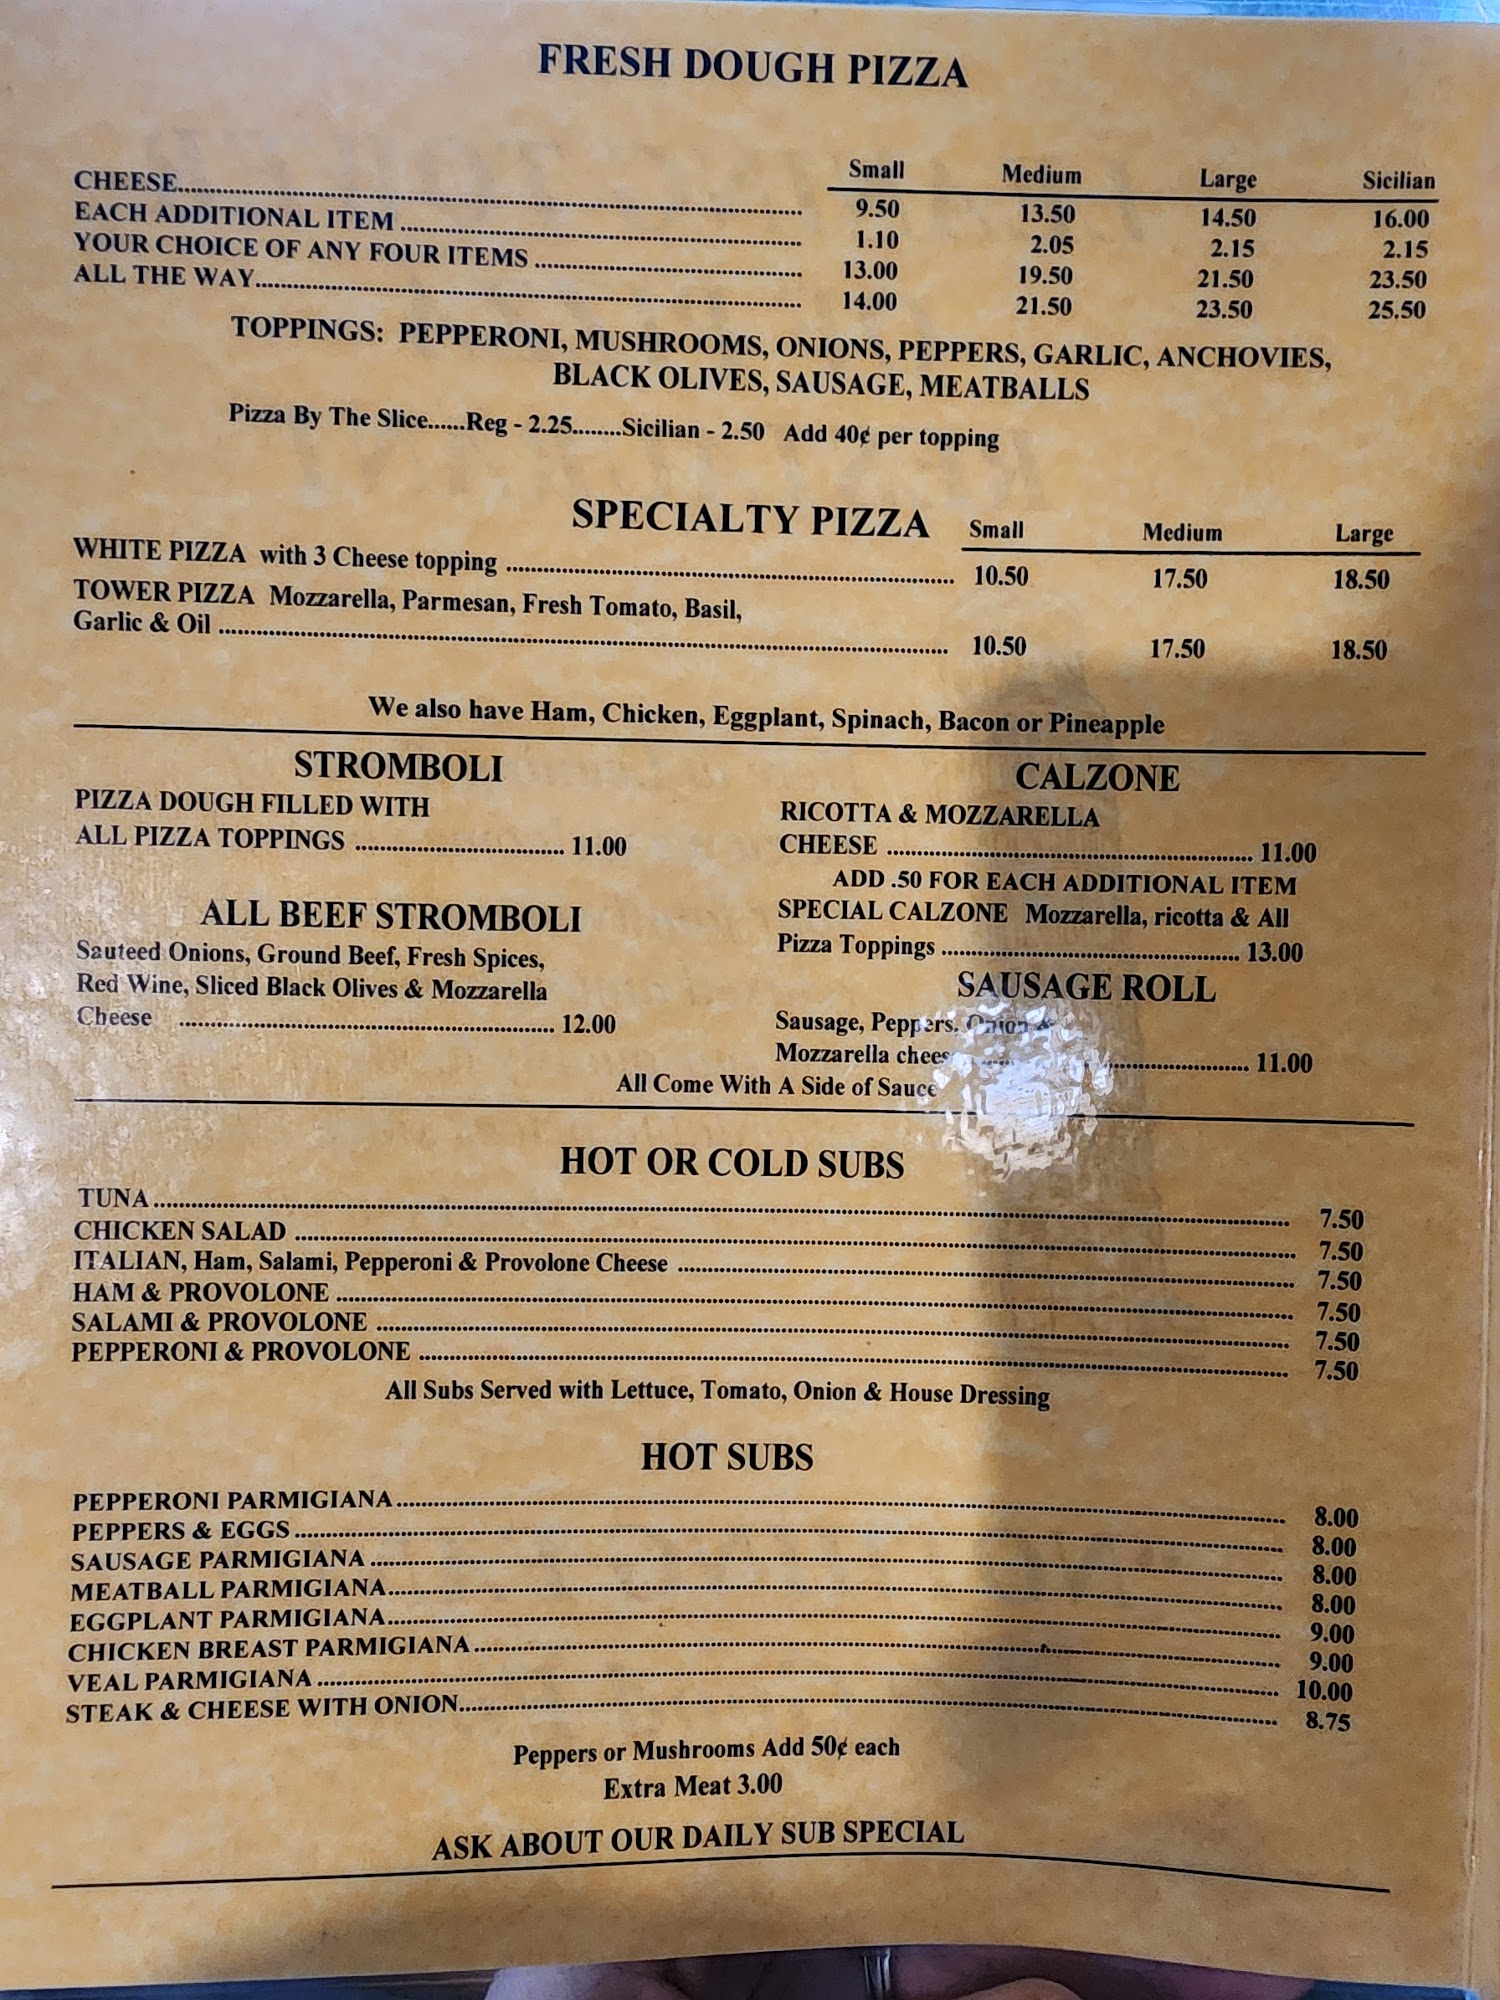 FRESH DOUGH PIZZA
Small Medium Large Sicilian
CHEESE.......... 9.50 13.50 14.50 16.00
EACH ADDITIONAL ITEM .......... 1.10 2.05 2.15 2.15
YOUR CHOICE OF ANY FOUR ITEMS .......... 13.00 19.50 21.50 23.50
ALL THE WAY.......... 14.00 21.50 23.50 25.50
TOPPINGS: PEPPERONI, MUSHROOMS, ONIONS, PEPPERS, GARLIC, ANCHOVIES,
BLACK OLIVES, SAUSAGE, MEATBALLS
Pizza By The Slice......Reg - 2.25........Sicilian - 2.50 Add 40¢ per topping
SPECIALTY PIZZA Small Medium Large
WHITE PIZZA with 3 Cheese topping .......... 10.50 17.50 18.50
TOWER PIZZA Mozzarella, Parmesan, Fresh Tomato, Basil,
Garlic & Oil .......... 10.50 17.50 18.50
We also have Ham, Chicken, Eggplant, Spinach, Bacon or Pineapple
STROMBOLI
PIZZA DOUGH FILLED WITH
ALL PIZZA TOPPINGS .......... 11.00
ALL BEEF STROMBOLI
Sauteed Onions, Ground Beef, Fresh Spices,
Red Wine, Sliced Black Olives & Mozzarella
Cheese .......... 12.00
CALZONE
RICOTTA & MOZZARELLA
CHEESE .......... 11.00
ADD .50 FOR EACH ADDITIONAL ITEM
SPECIAL CALZONE Mozzarella, ricotta & All
Pizza Toppings .......... 13.00
SAUSAGE ROLL
Sausage, Peppers, Onion &
Mozzarella cheese .......... 11.00
All Come With A Side of Sauce
HOT OR COLD SUBS
TUNA .......... 7.50
CHICKEN SALAD .......... 7.50
ITALIAN, Ham, Salami, Pepperoni & Provolone Cheese .......... 7.50
HAM & PROVOLONE .......... 7.50
SALAMI & PROVOLONE .......... 7.50
PEPPERONI & PROVOLONE .......... 7.50
All Subs Served with Lettuce, Tomato, Onion & House Dressing
HOT SUBS
PEPPERONI PARMIGIANA.......... 8.00
PEPPERS & EGGS .......... 8.00
SAUSAGE PARMIGIANA .......... 8.00
MEATBALL PARMIGIANA.......... 8.00
EGGPLANT PARMIGIANA.......... 9.00
CHICKEN BREAST PARMIGIANA .......... 9.00
VEAL PARMIGIANA .......... 10.00
STEAK & CHEESE WITH ONION.......... 8.75
Peppers or Mushrooms Add 50¢ each
Extra Meat 3.00
ASK ABOUT OUR DAILY SUB SPECIAL